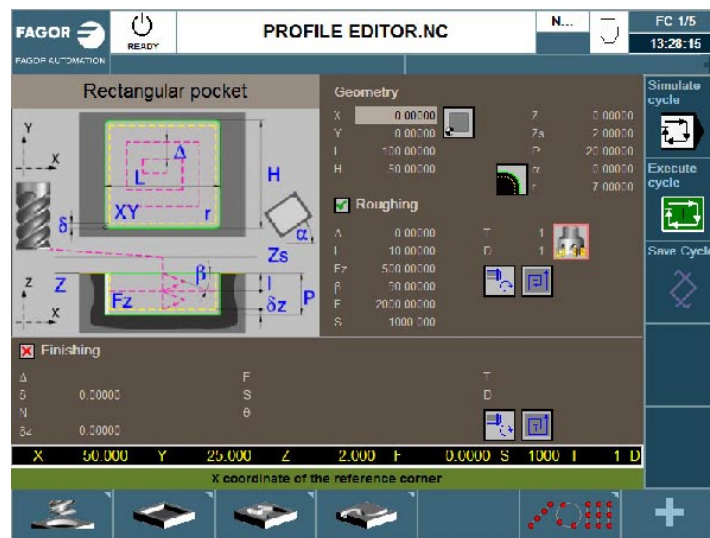 FAGOR
READY
PROFILE EDITOR.NC
N...
FC 1/5
13:28:15
FAGOR AUTOMATION
Rectangular pocket
Y
X
Δ
L
H
XY
r
δ
α
Zs
Z
Z
X
Fz
β
I
δz
P
Geometry
X 0.00000
Y 0.00000
L 100.00000
H 50.00000
Z 0.00000
Zs 2.00000
P 20.00000
α 0.00000
r 7.00000
Roughing
Δ 0.00000
I 10.00000
Fz 500.00000
β 90.00000
F 2000.00000
S 1000.000
T 1
D 1
Simulate cycle
Execute cycle
Save Cycle
Finishing
Δ
δ 0.00000
N
δz 0.00000
F
S
θ
T
D
X 50.000 Y 25.000 Z 2.000 F 0.0000 S 1000 T 1 D
X coordinate of the reference corner